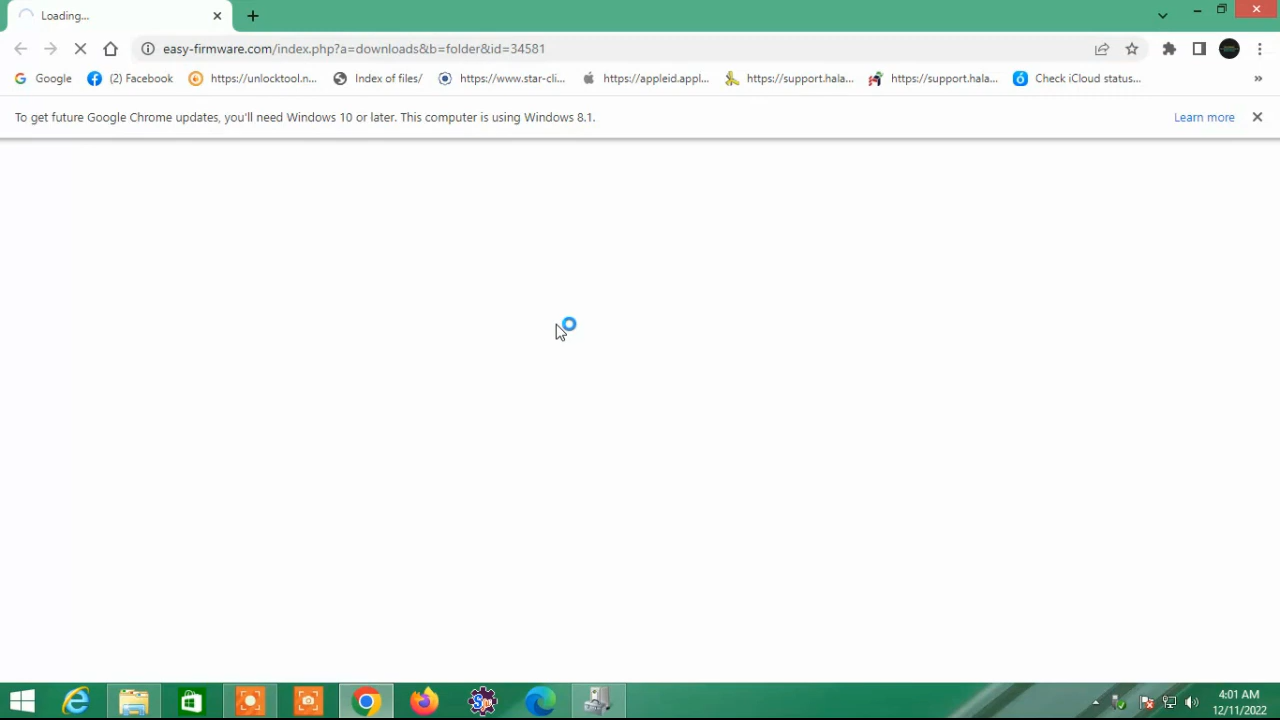 Loading...
easy-firmware.com/index.php?a=downloads&b=folder&id=34581
Google (2) Facebook https://unlocktool.n... Index of files/ https://www.star-cli... https://appleid.appl... https://support.hala... https://support.hala... Check iCloud status... »
To get future Google Chrome updates, you'll need Windows 10 or later. This computer is using Windows 8.1. Learn more
4:01 AM
12/11/2022